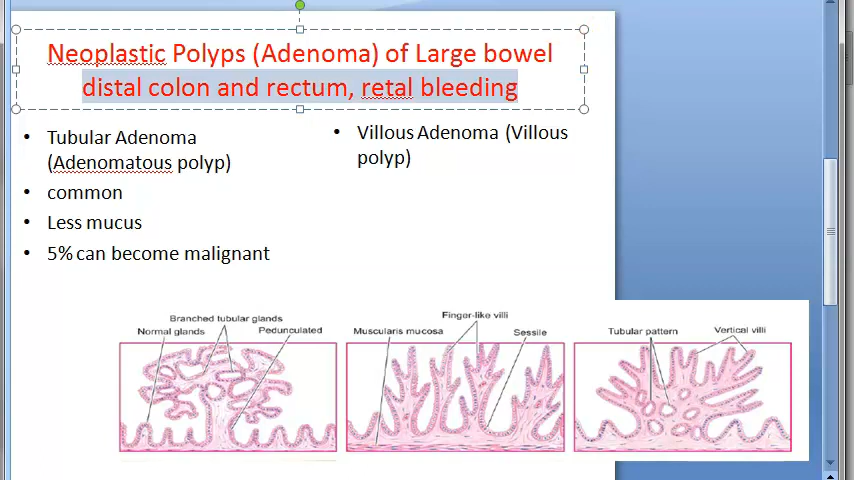 Neoplastic Polyps (Adenoma) of Large bowel
distal colon and rectum, retal bleeding
• Tubular Adenoma
(Adenomatous polyp)
• common
• Less mucus
• 5% can become malignant
• Villous Adenoma (Villous
polyp)
Branched tubular glands
Normal glands
Pedunculated
Finger-like villi
Muscularis mucosa
Sessile
Tubular pattern
Vertical villi